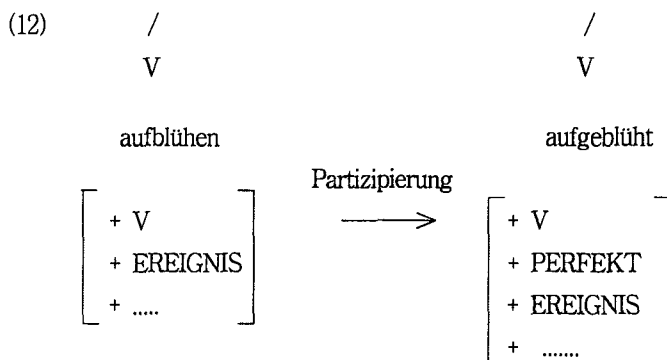 (12) / /
V V
aufblühen aufgeblüht
Partizipierung
+ V + V
+ EREIGNIS + PERFEKT
+ ..... + EREIGNIS
+ .......